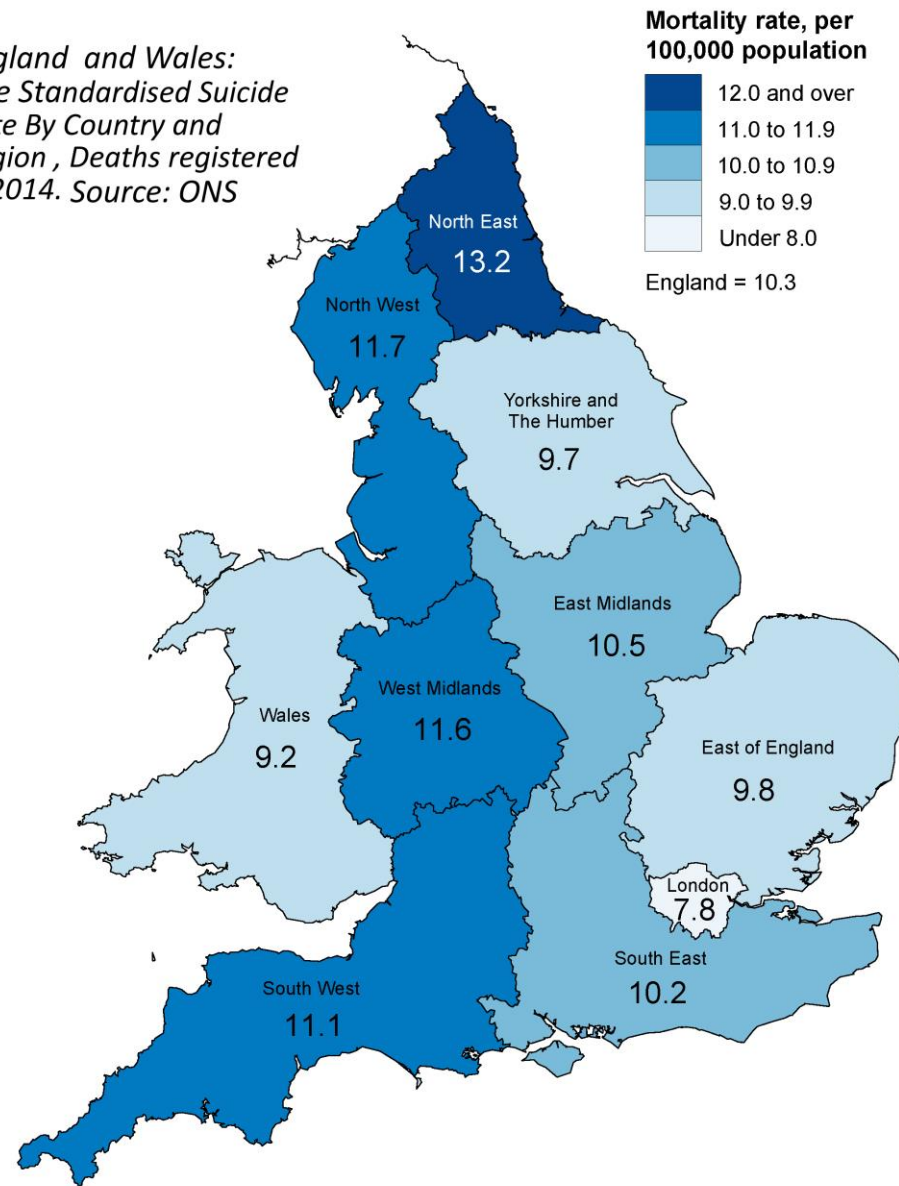 gland and Wales:
e Standardised Suicide
te By Country and
gion , Deaths registered
2014. Source: ONS
Mortality rate, per
100,000 population
12.0 and over
11.0 to 11.9
10.0 to 10.9
9.0 to 9.9
Under 8.0
England = 10.3
North East
13.2
North West
11.7
Yorkshire and
The Humber
9.7
East Midlands
10.5
West Midlands
11.6
Wales
9.2
East of England
9.8
London
7.8
South East
10.2
South West
11.1